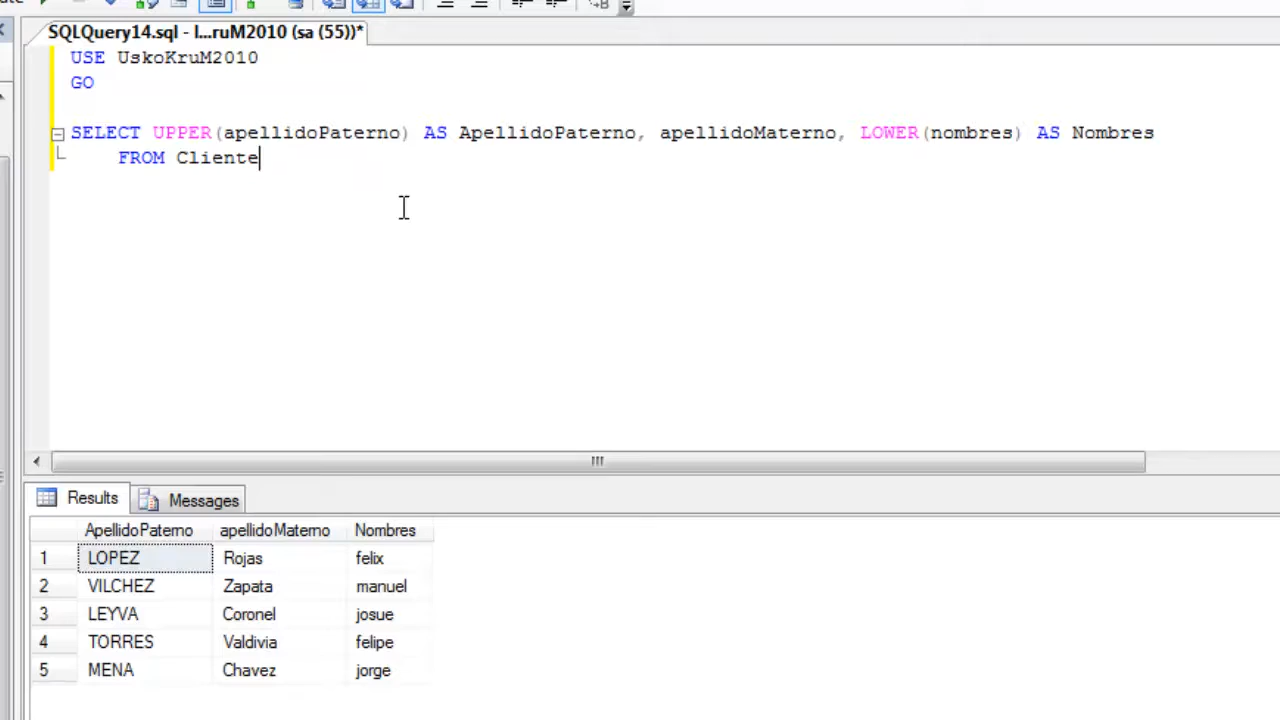 SQLQuery14.sql - l...ruM2010 (sa (55))*
USE UskoKruM2010
GO
SELECT UPPER(apellidoPaterno) AS ApellidoPaterno, apellidoMaterno, LOWER(nombres) AS Nombres
FROM Cliente
Results Messages
ApellidoPaterno apellidoMaterno Nombres
1 LOPEZ Rojas felix
2 VILCHEZ Zapata manuel
3 LEYVA Coronel josue
4 TORRES Valdivia felipe
5 MENA Chavez jorge